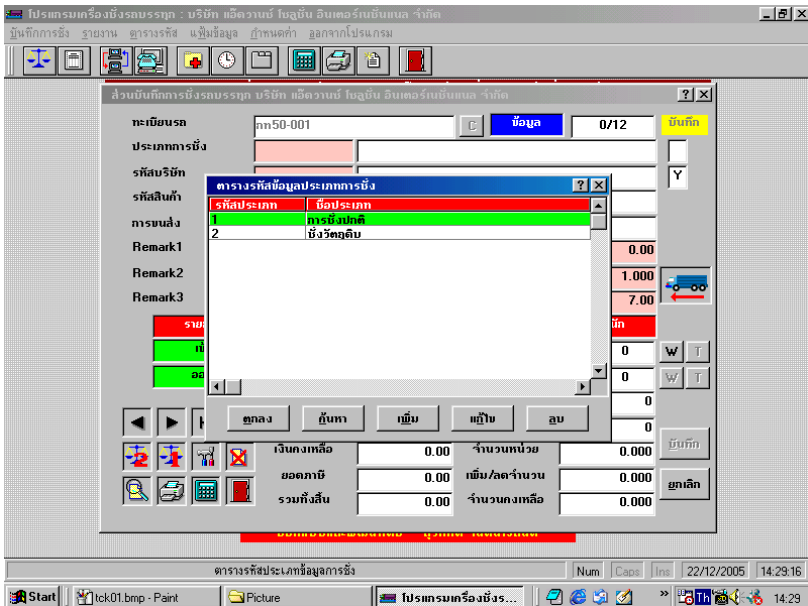 โปรแกรมเครื่องชั่งรถบรรทุก : บริษัท แอ๊ดวานซ์ โซลูชั่น อินเตอร์เนชั่นแนล จำกัด
บันทึกการชั่ง รายงาน ตารางรหัส แฟ้มข้อมูล กำหนดค่า ออกจากโปรแกรม
ส่วนบันทึกการชั่งรถบรรทุก บริษัท แอ๊ดวานซ์ โซลูชั่น อินเตอร์เนชั่นแนล จำกัด
ทะเบียนรถ กท50-001 C ข้อมูล 0/12 บันทึก
ประเภทการชั่ง
รหัสบริษัท Y
ตารางรหัสข้อมูลประเภทการชั่ง
รหัสสินค้า
รหัสประเภท ชื่อประเภท
1 การชั่งปกติ
การขนส่ง
2 ชั่งวัตถุดิบ
Remark1 0.00
Remark2 1.000
Remark3 7.00
0 W T
0 W T
0
ตกลง ค้นหา เพิ่ม แก้ไข ลบ
0
เงินคงเหลือ 0.00 จำนวนหน่วย 0.000 บันทึก
ยอดภาษี 0.00 เพิ่ม/ลดจำนวน 0.000
ยกเลิก
รวมทั้งสิ้น 0.00 จำนวนคงเหลือ 0.000
ตารางรหัสประเภทข้อมูลการชั่ง Num Caps Ins 22/12/2005 14:29:16
Start tck01.bmp - Paint Picture โปรแกรมเครื่องชั่งร... Th 14:29